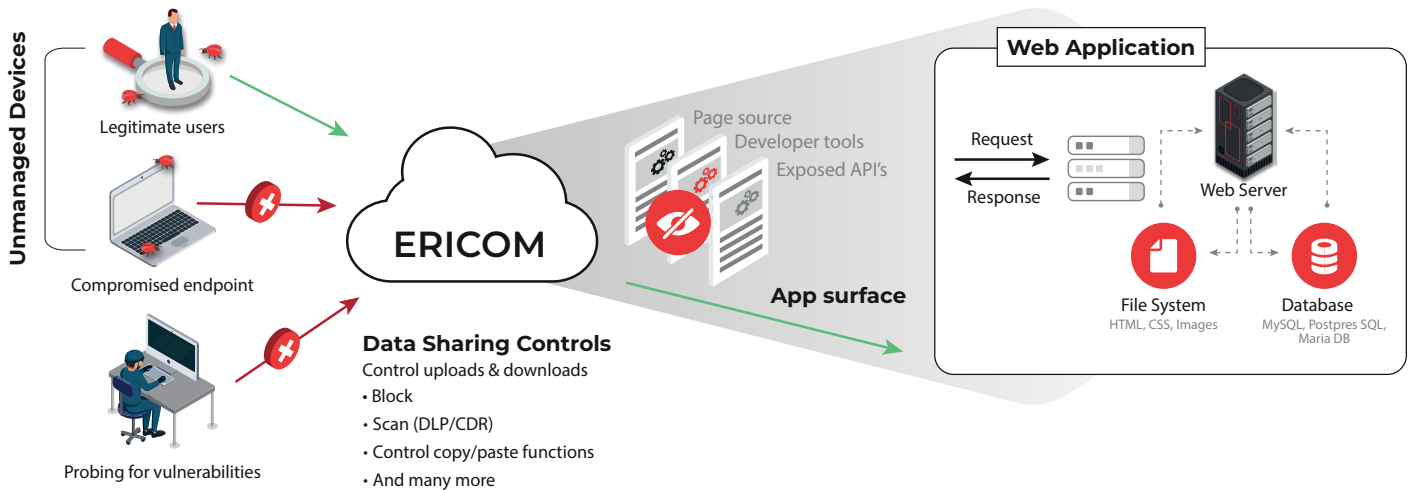 Unmanaged Devices
Legitimate users
Compromised endpoint
Probing for vulnerabilities
ERICOM
Data Sharing Controls
Control uploads & downloads
• Block
• Scan (DLP/CDR)
• Control copy/paste functions
• And many more
Page source
Developer tools
Exposed API's
App surface
Web Application
Request
Response
Web Server
File System
HTML, CSS, Images
Database
MySQL, Postpres SQL,
Maria DB